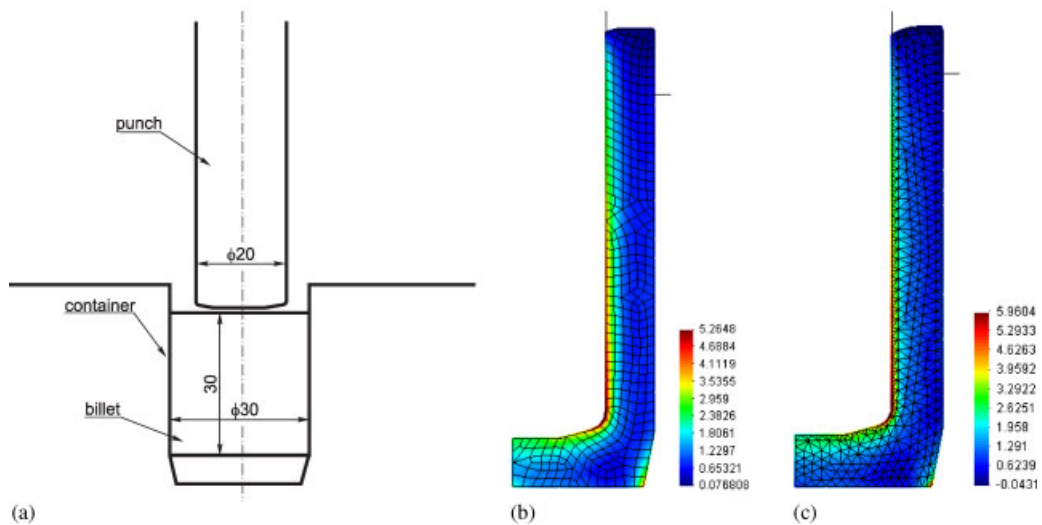 punch
ϕ20
container
30
ϕ30
billet
(a)
5.2648
4.6884
4.1119
3.5355
2.959
2.3826
1.8061
1.2297
0.65321
0.076808
(b)
5.9604
5.2933
4.6263
3.9592
3.2922
2.6251
1.958
1.291
0.6239
-0.0431
(c)